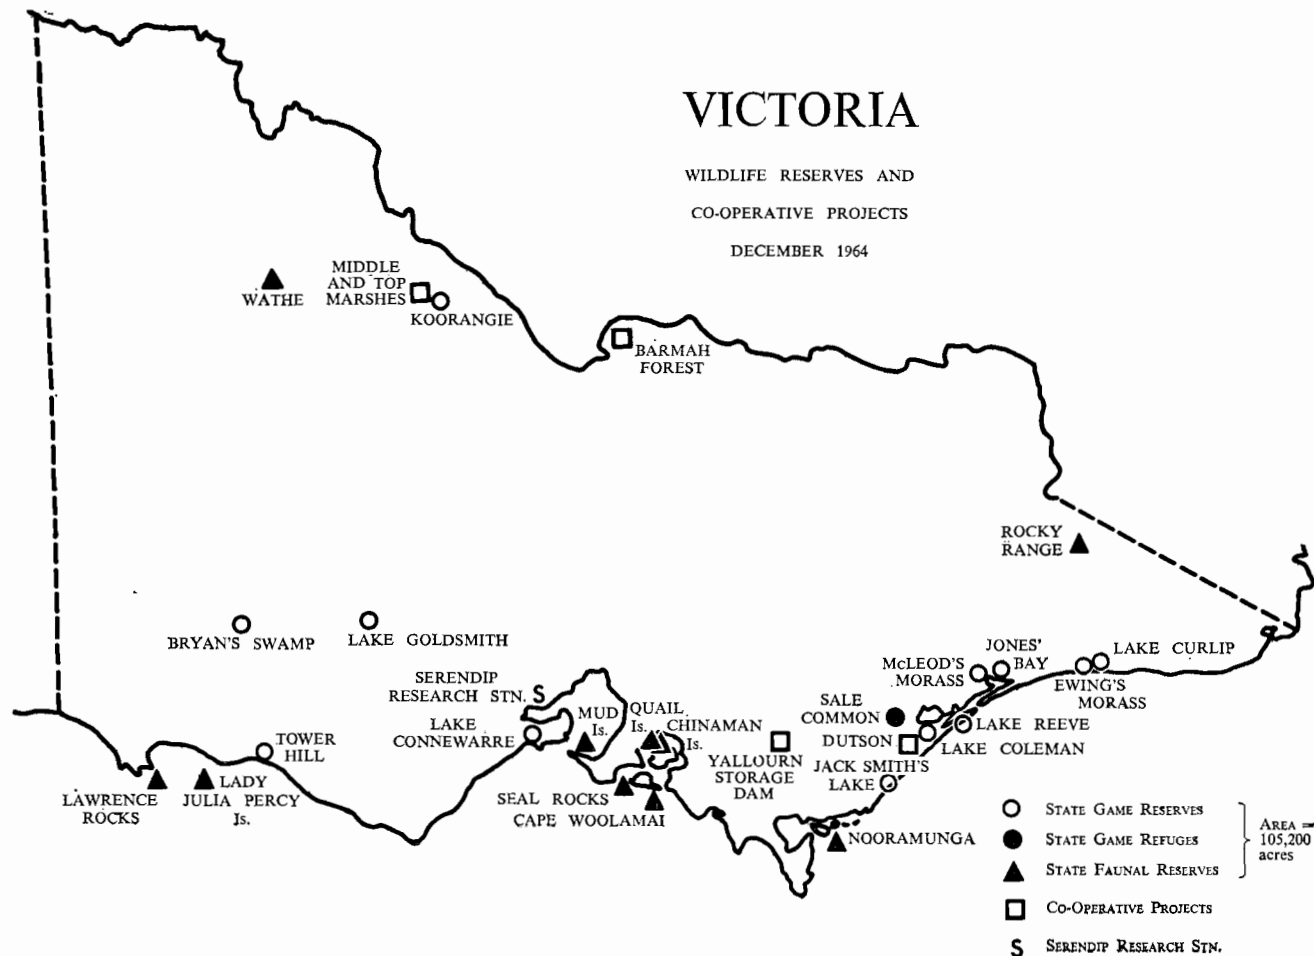 VICTORIA
WILDLIFE RESERVES AND
CO-OPERATIVE PROJECTS
DECEMBER 1964
WATHE
MIDDLE
AND TOP
MARSHES
KOORANGIE
BARMAH
FOREST
ROCKY
RANGE
BRYAN'S SWAMP
LAKE GOLDSMITH
SERENDIP
RESEARCH STN.
S
LAKE
CONNEWARRE
MUD
Is.
QUAIL
Is.
CHINAMAN
Is.
TOWER
HILL
LAWRENCE
ROCKS
LADY
JULIA PERCY
Is.
SEAL ROCKS
CAPE WOOLAMAI
YALLOURN
STORAGE
DAM
SALE
COMMON
DUTSON
JACK SMITH'S
LAKE
NOORAMUNGA
McLEOD'S
MORASS
JONES'
BAY
LAKE CURLIP
EWING'S
MORASS
LAKE REEVE
LAKE COLEMAN
STATE GAME RESERVES
STATE GAME REFUGES
STATE FAUNAL RESERVES
AREA =
105,200
acres
CO-OPERATIVE PROJECTS
S SERENDIP RESEARCH STN.